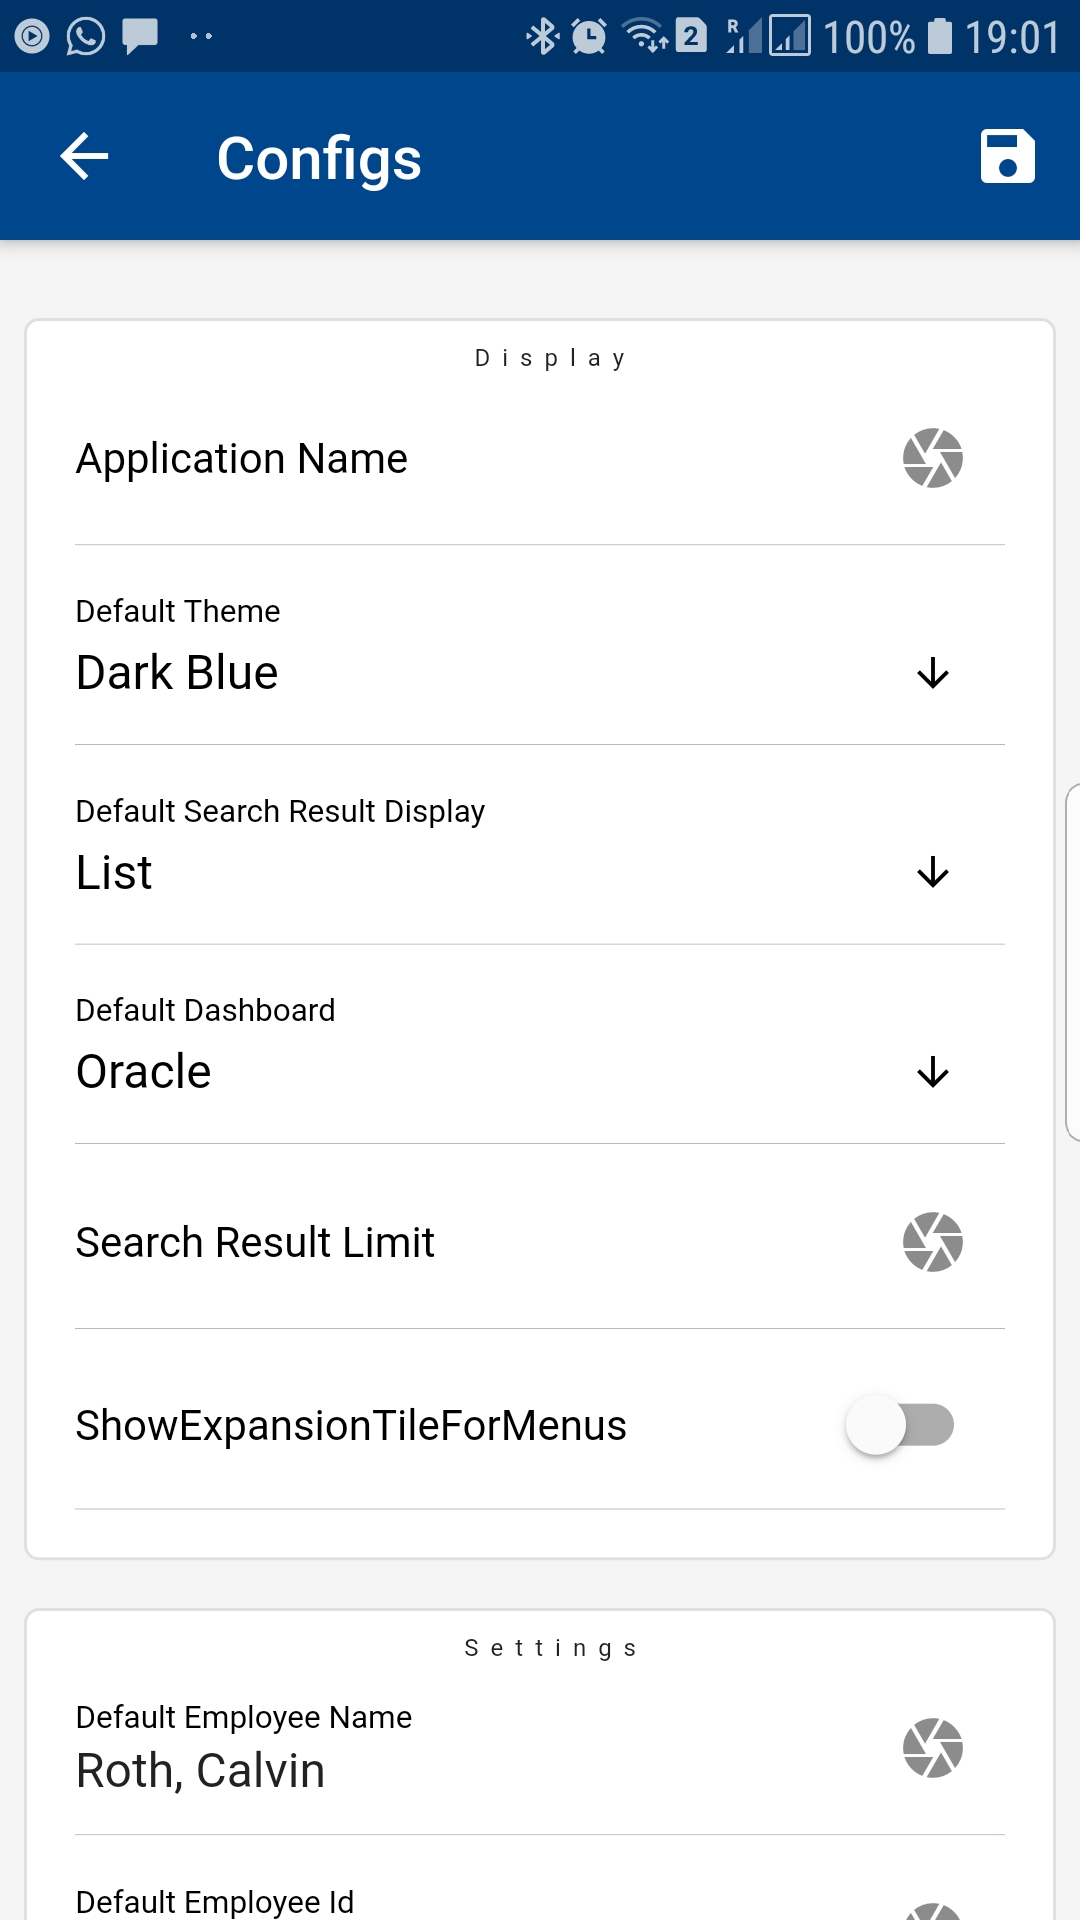 2 R 100% 19:01
Configs
Display
Application Name
Default Theme
Dark Blue
Default Search Result Display
List
Default Dashboard
Oracle
Search Result Limit
ShowExpansionTileForMenus
Settings
Default Employee Name
Roth, Calvin
Default Employee Id